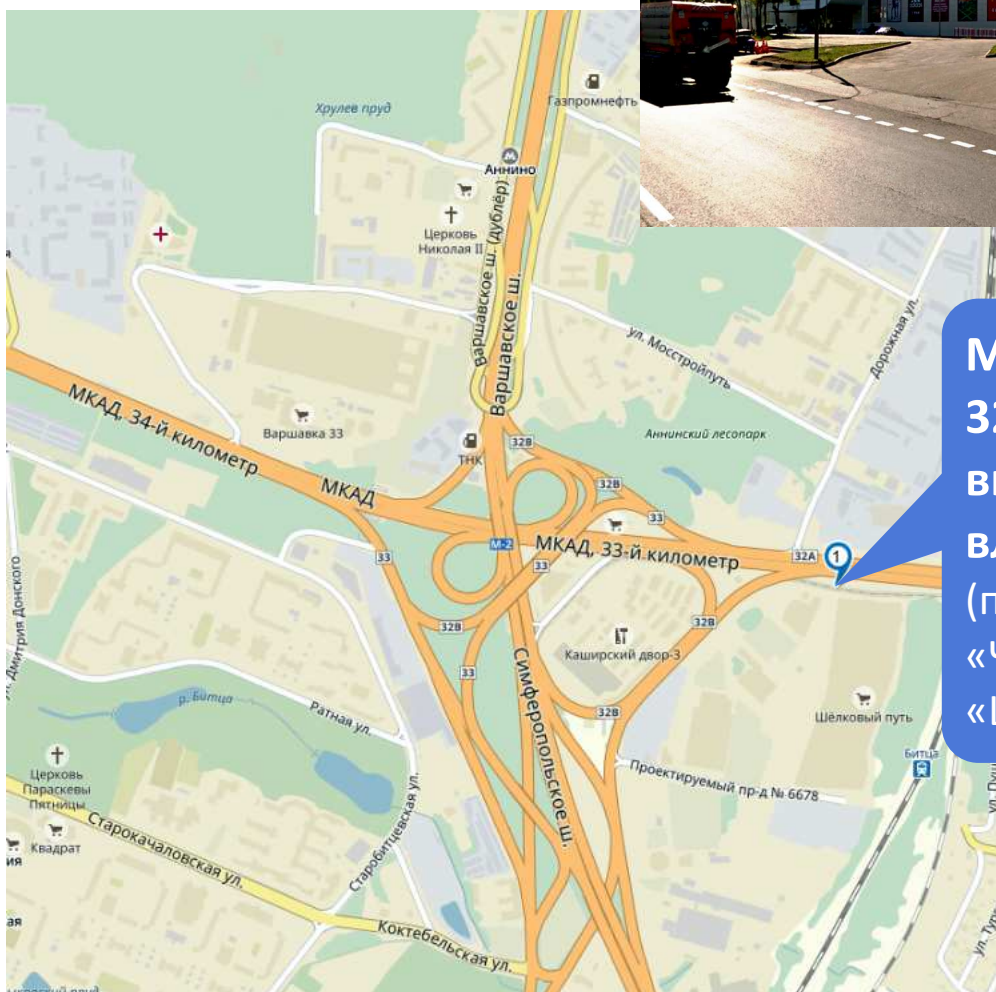 Хрулев пруд
Газпромнефть
Аннино
Церковь
Николая II
Варшавское ш. (дублёр)
Варшавское ш.
ул. Мосстройпуть
Дорожная ул.
МКАД, 34-й километр
Варшавка 33
ТНК
32В
Аннинский лесопарк
32В
МКАД
33
М-2
МКАД, 33-й километр
32А
1
33
33
ул. Дмитрия Донского
32В
32В
Каширский двор-3
33
р. Битца
Ратная ул.
Симферопольское ш.
32В
Шёлковый путь
Битца
Церковь
Параскевы
Пятницы
Проектируемый пр-д № 6678
Квадрат
Старокачаловская ул.
Старобитцевская ул.
Коктебельская ул.